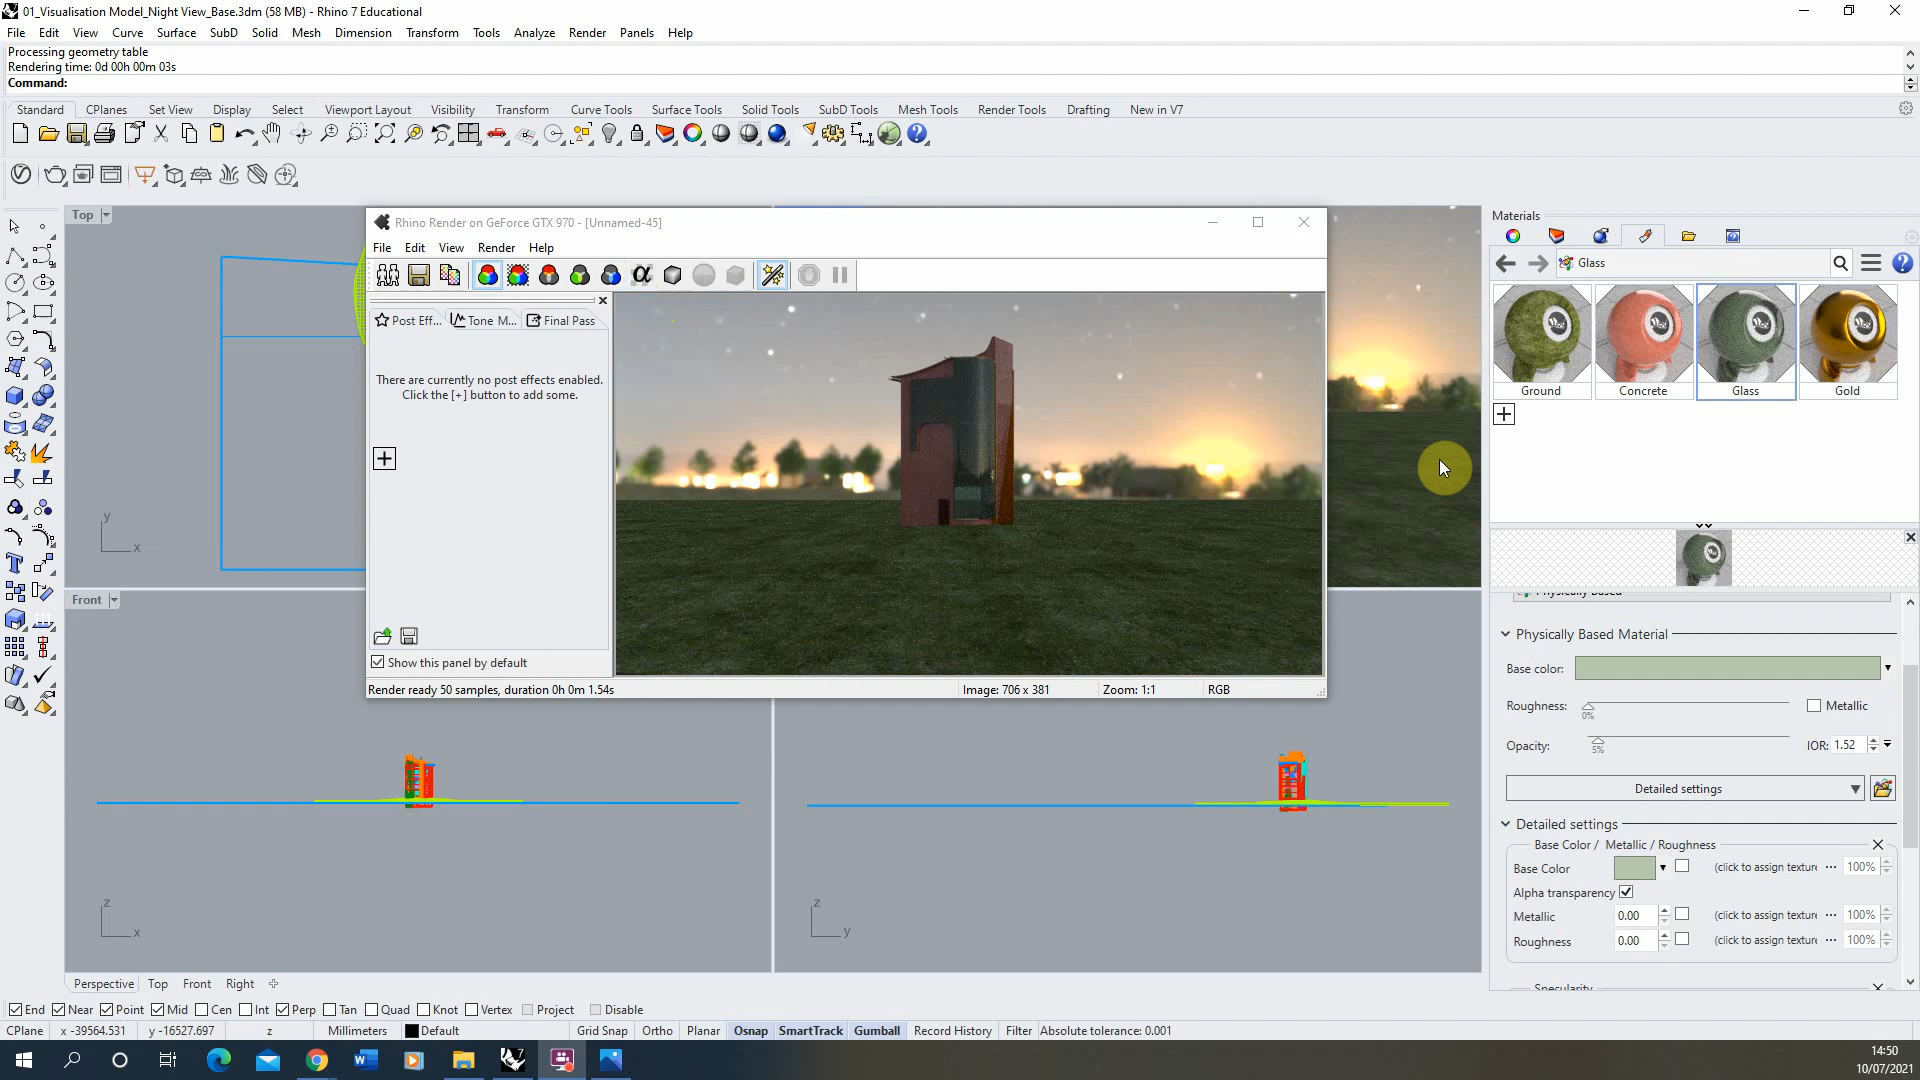 01_Visualisation Model_Night View_Base.3dm (58 MB) - Rhino 7 Educational
File Edit View Curve Surface SubD Solid Mesh Dimension Transform Tools Analyze Render Panels Help
Processing geometry table
Rendering time: 0d 00h 00m 03s
Command:
Standard CPlanes Set View Display Select Viewport Layout Visibility Transform Curve Tools Surface Tools Solid Tools SubD Tools Mesh Tools Render Tools Drafting New in V7
Top
Rhino Render on GeForce GTX 970 - [Unnamed-45]
File Edit View Render Help
Post Eff... Tone M... Final Pass
There are currently no post effects enabled.
Click the [+] button to add some.
Show this panel by default
Render ready 50 samples, duration 0h 0m 1.54s
Image: 706 x 381
Zoom: 1:1
RGB
Materials
Glass
Ground Concrete Glass Gold
Physically Based
Physically Based Material
Base color:
Roughness: 0% Metallic
Opacity: 5% IOR: 1.52
Detailed settings
Detailed settings
Base Color / Metallic / Roughness
Base Color (click to assign texture ··· 100%
Alpha transparency
Metallic 0.00 (click to assign texture ··· 100%
Roughness 0.00 (click to assign texture ··· 100%
Specularity
Front
z
x
y
x
z
y
Perspective Top Front Right
End Near Point Mid Cen Int Perp Tan Quad Knot Vertex Project Disable
CPlane x -39564.531 y -16527.697 z Millimeters Default Grid Snap Ortho Planar Osnap SmartTrack Gumball Record History Filter Absolute tolerance: 0.001
14:50
10/07/2021